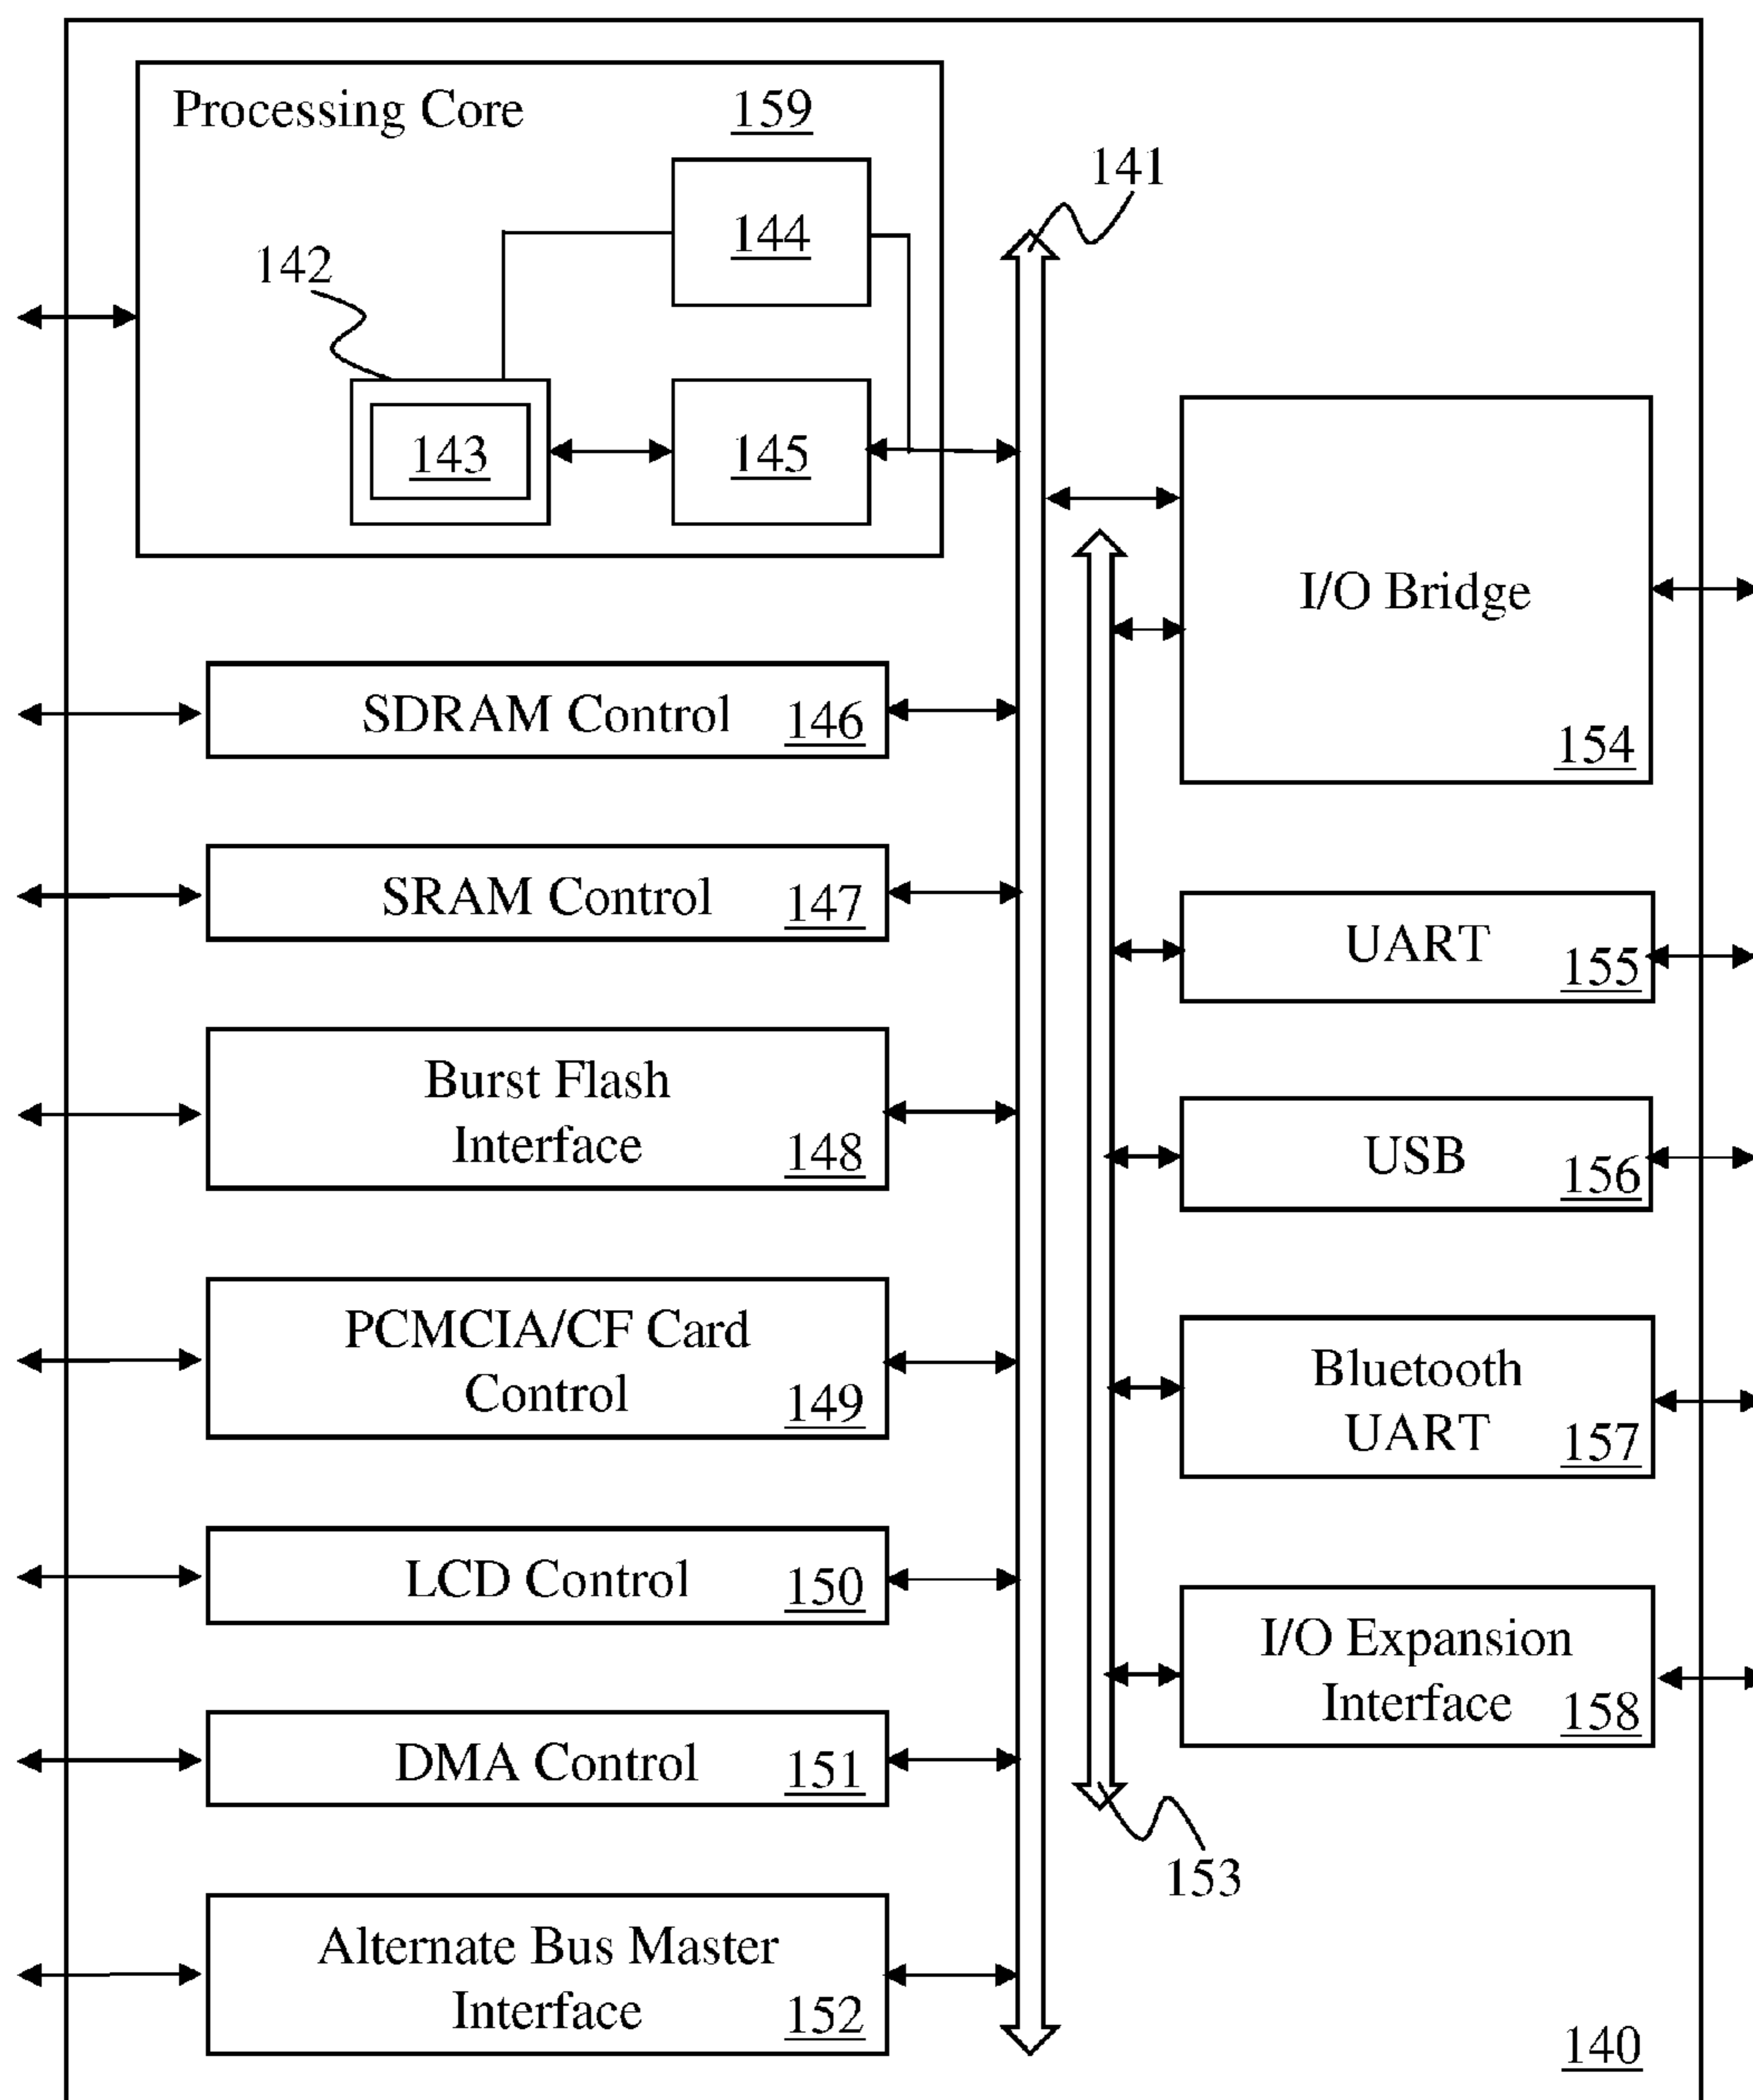 Processing Core 159
141
144
142
143
145
I/O Bridge
154
SDRAM Control 146
SRAM Control 147
UART 155
Burst Flash
Interface 148
USB 156
PCMCIA/CF Card
Control 149
Bluetooth
UART 157
LCD Control 150
I/O Expansion
Interface 158
DMA Control 151
153
Alternate Bus Master
Interface 152
140